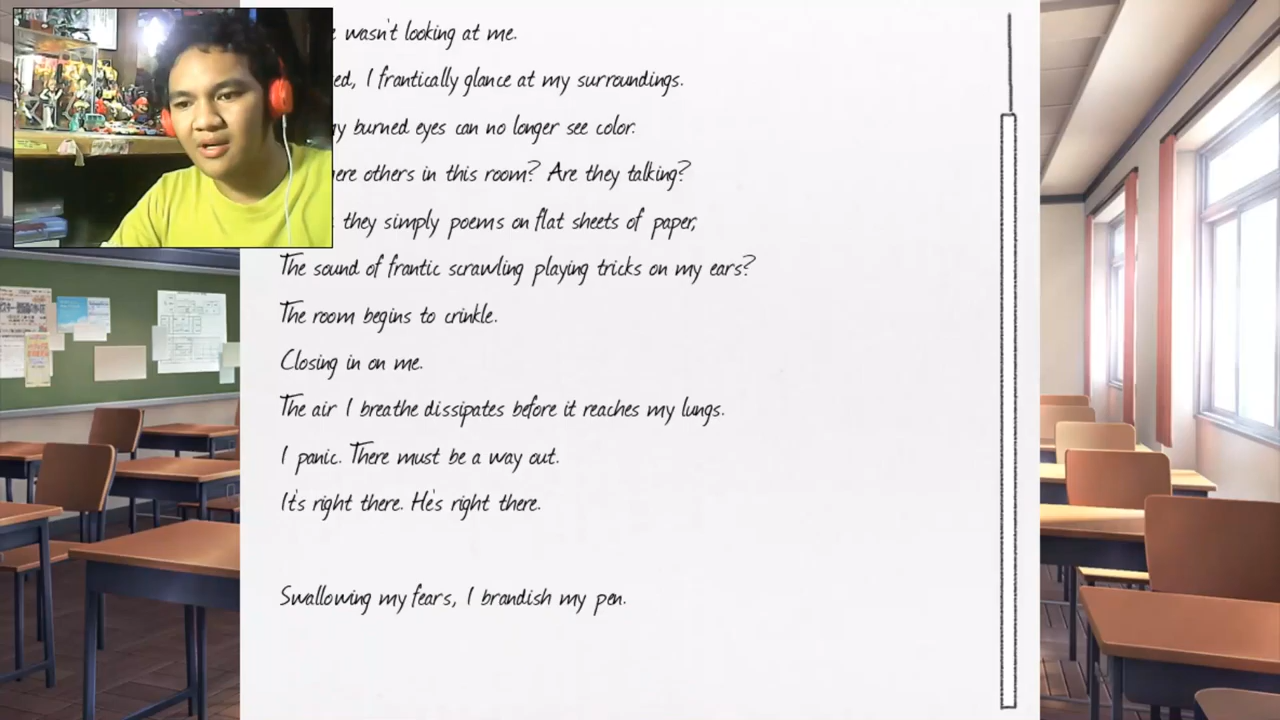 wasn't looking at me.
I frantically glance at my surroundings.
burned eyes can no longer see color.
others in this room? Are they talking?
they simply poems on flat sheets of paper,
The sound of frantic scrawling playing tricks on my ears?
The room begins to crinkle.
Closing in on me.
The air I breathe dissipates before it reaches my lungs.
I panic. There must be a way out.
It's right there. He's right there.
Swallowing my fears, I brandish my pen.